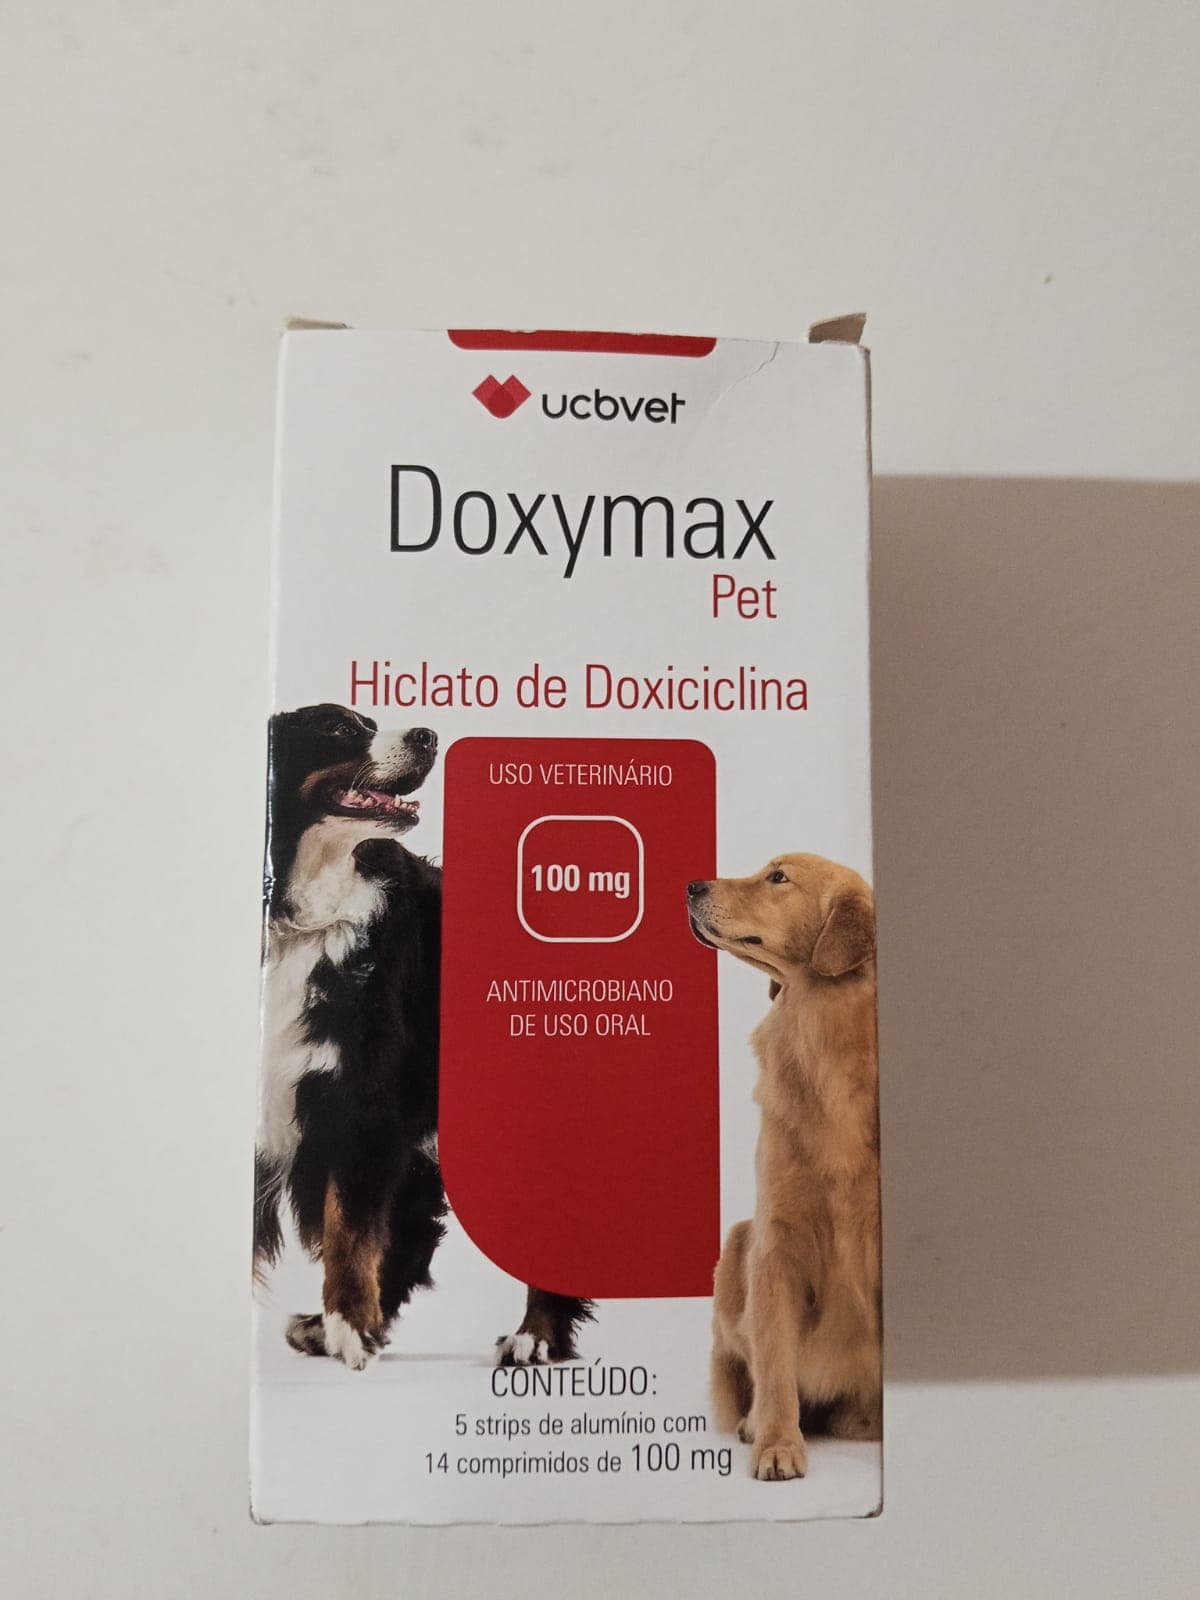 ucbvet
Doxymax
Pet
Hiclato de Doxiciclina
USO VETERINÁRIO
100 mg
ANTIMICROBIANO
DE USO ORAL
CONTEÚDO:
5 strips de alumínio com
14 comprimidos de 100 mg